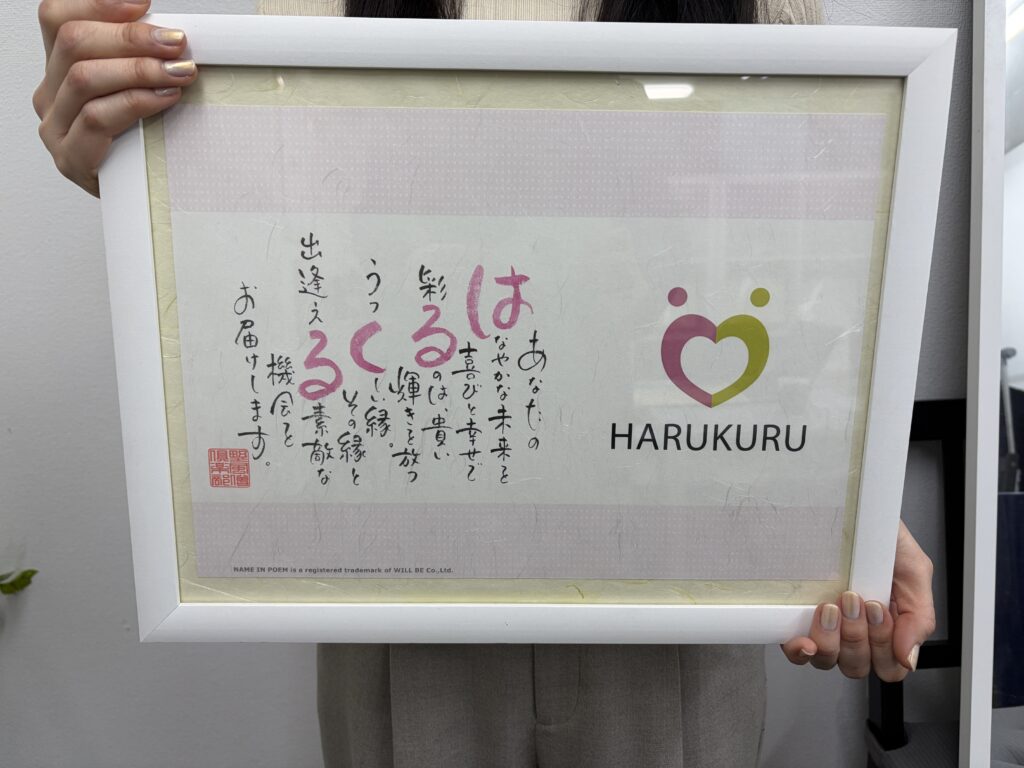 あなたの
はなやかな未来を
喜びと幸せで
彩るのは、貴い
輝きを放つ
うつくしい縁。
その縁と
出逢える素敵な
機会を
お届けします。
HARUKURU
NAME IN POEM is a registered trademark of WILL BE Co.,Ltd.